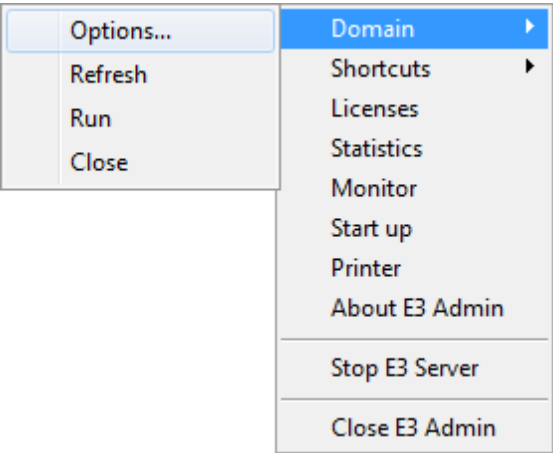 Options...
Refresh
Run
Close
Domain
Shortcuts
Licenses
Statistics
Monitor
Start up
Printer
About E3 Admin
Stop E3 Server
Close E3 Admin